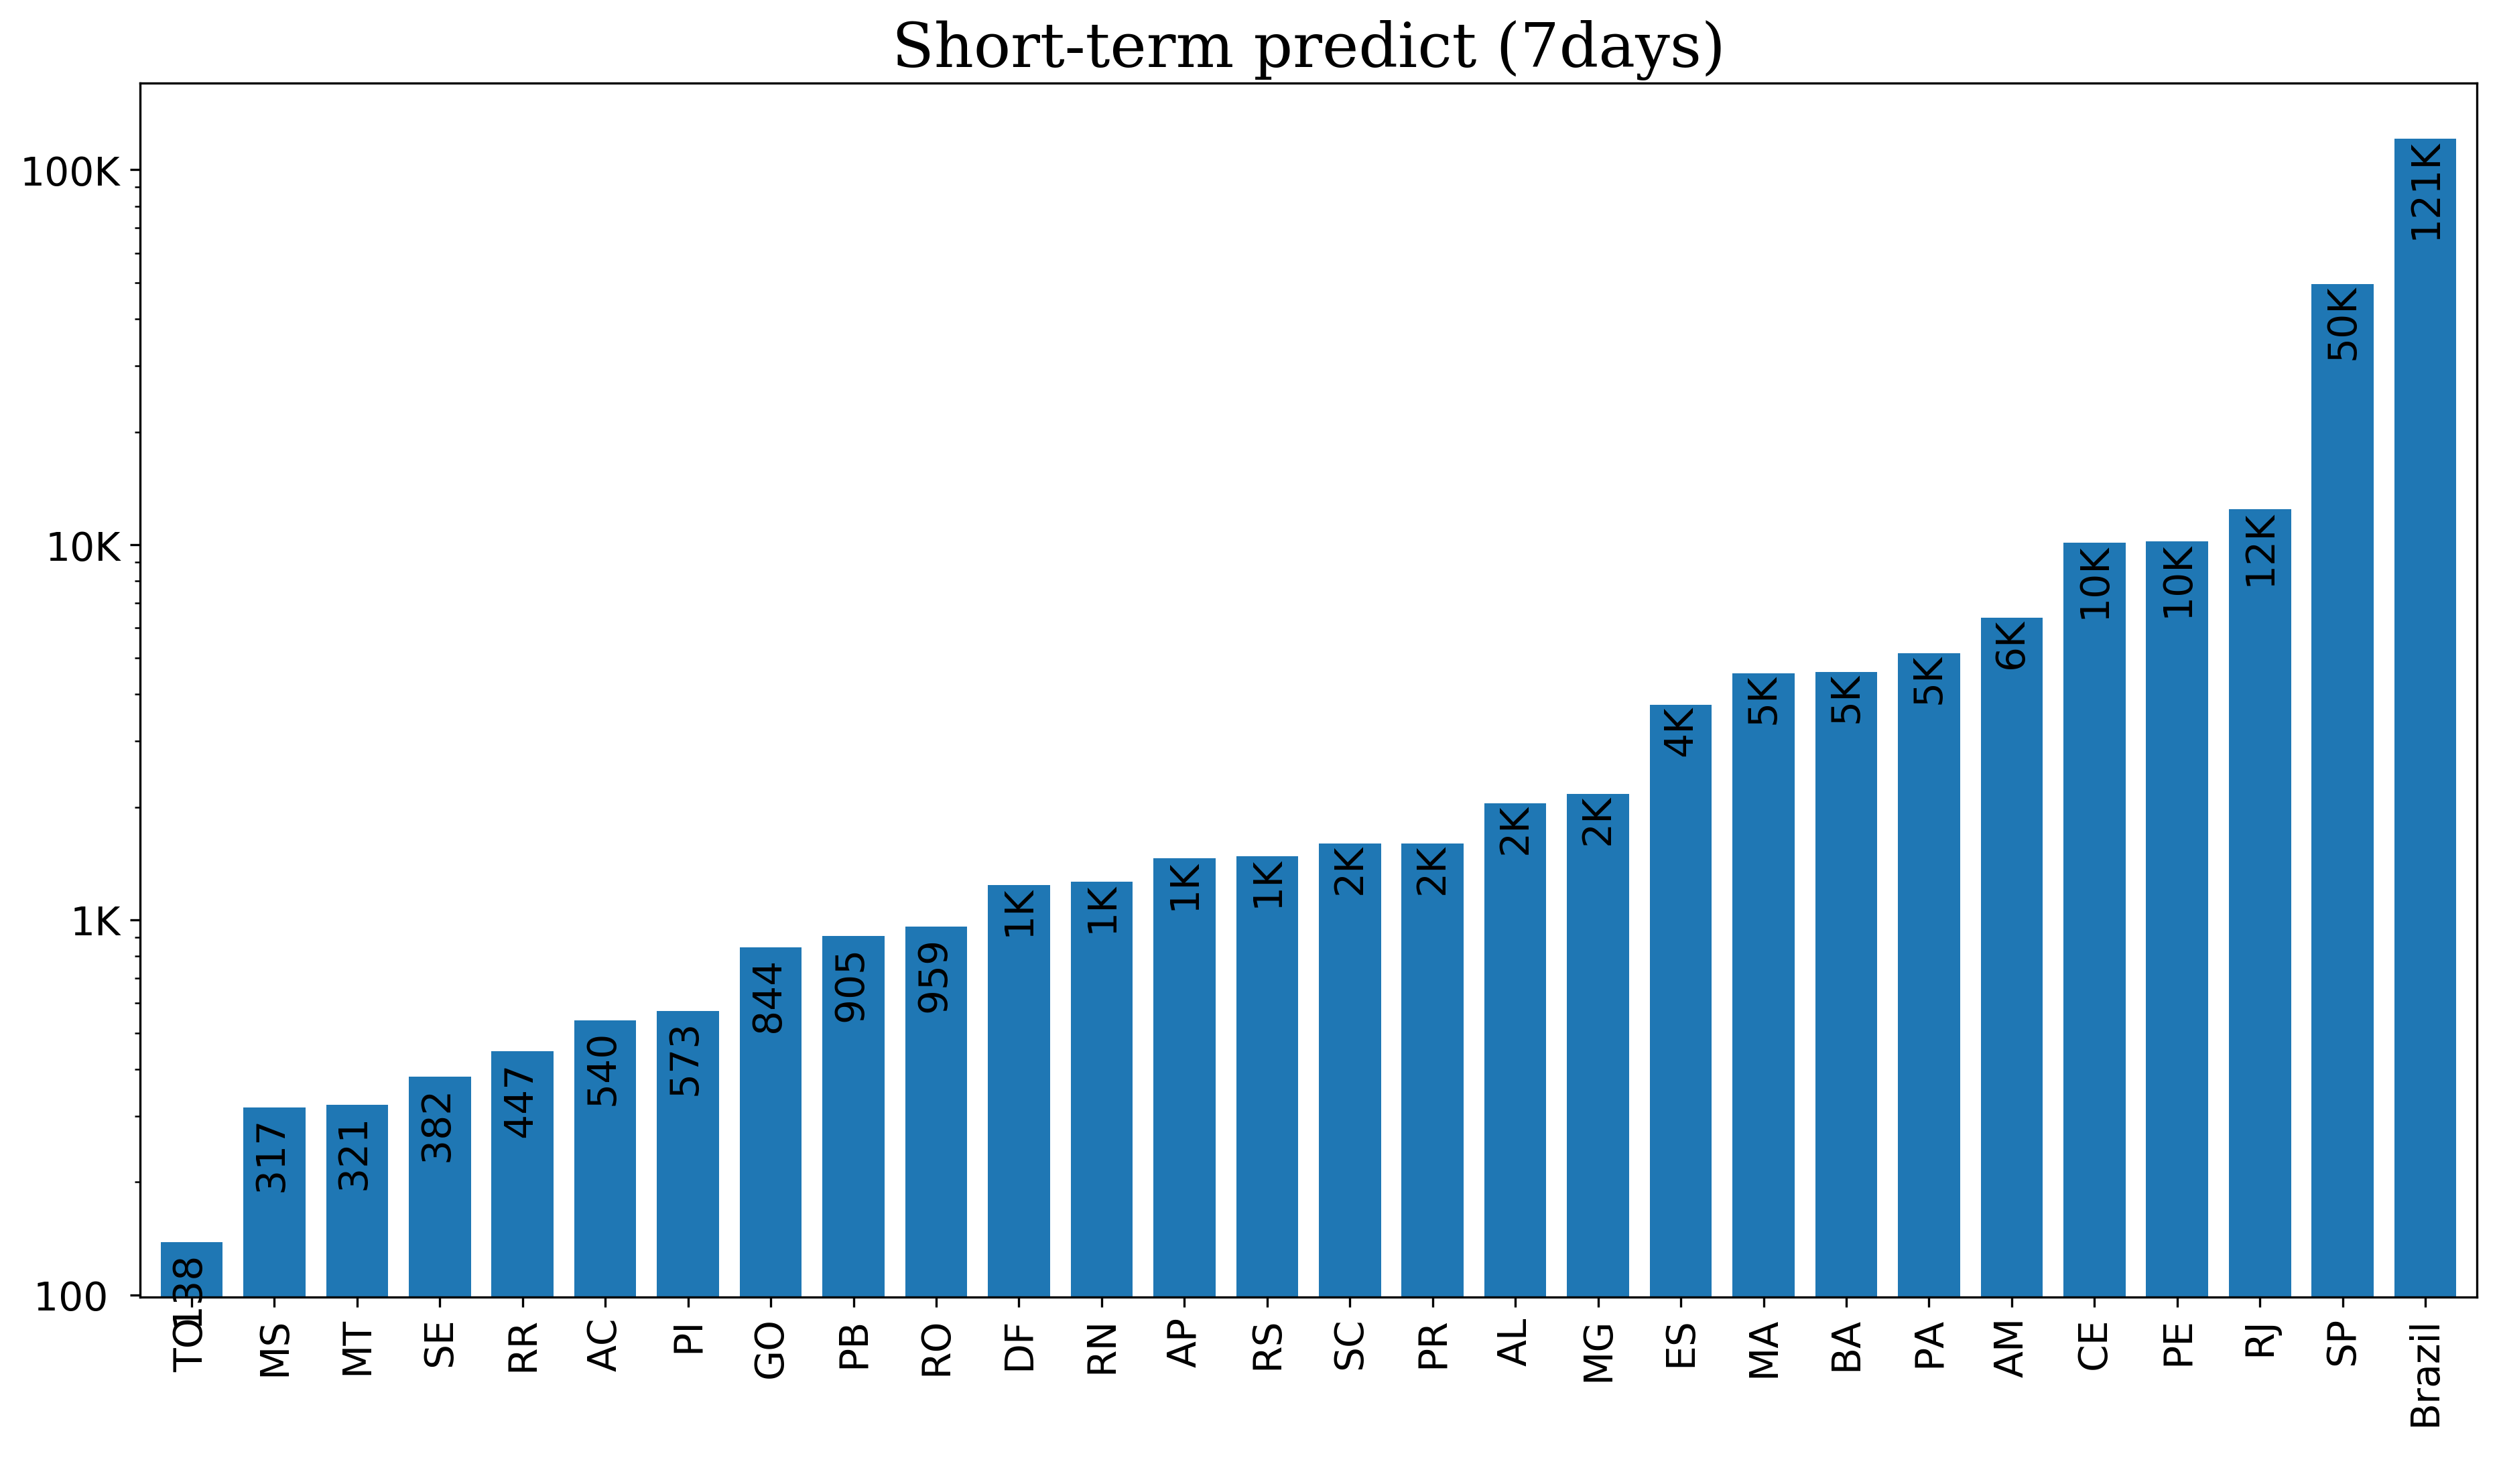 Short-term predict (7days)
100K
10K
1K
100
138
317
321
382
447
540
573
844
905
959
1K
1K
1K
1K
2K
2K
2K
2K
4K
5K
5K
5K
6K
10K
10K
12K
50K
121K
TO
MS
MT
SE
RR
AC
PI
GO
PB
RO
DF
RN
AP
RS
SC
PR
AL
MG
ES
MA
BA
PA
AM
CE
PE
RJ
SP
Brazil